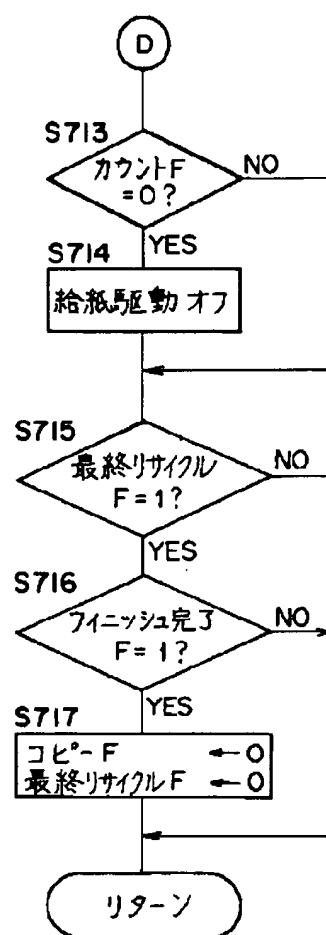 D
S713
カウントF
=0?
NO
YES
S714
給紙駆動 オフ
S715
最終リサイクル
F=1?
NO
YES
S716
フィニッシュ完了
F=1?
NO
YES
S717
コピーF ←0
最終リサイクルF ←0
リターン